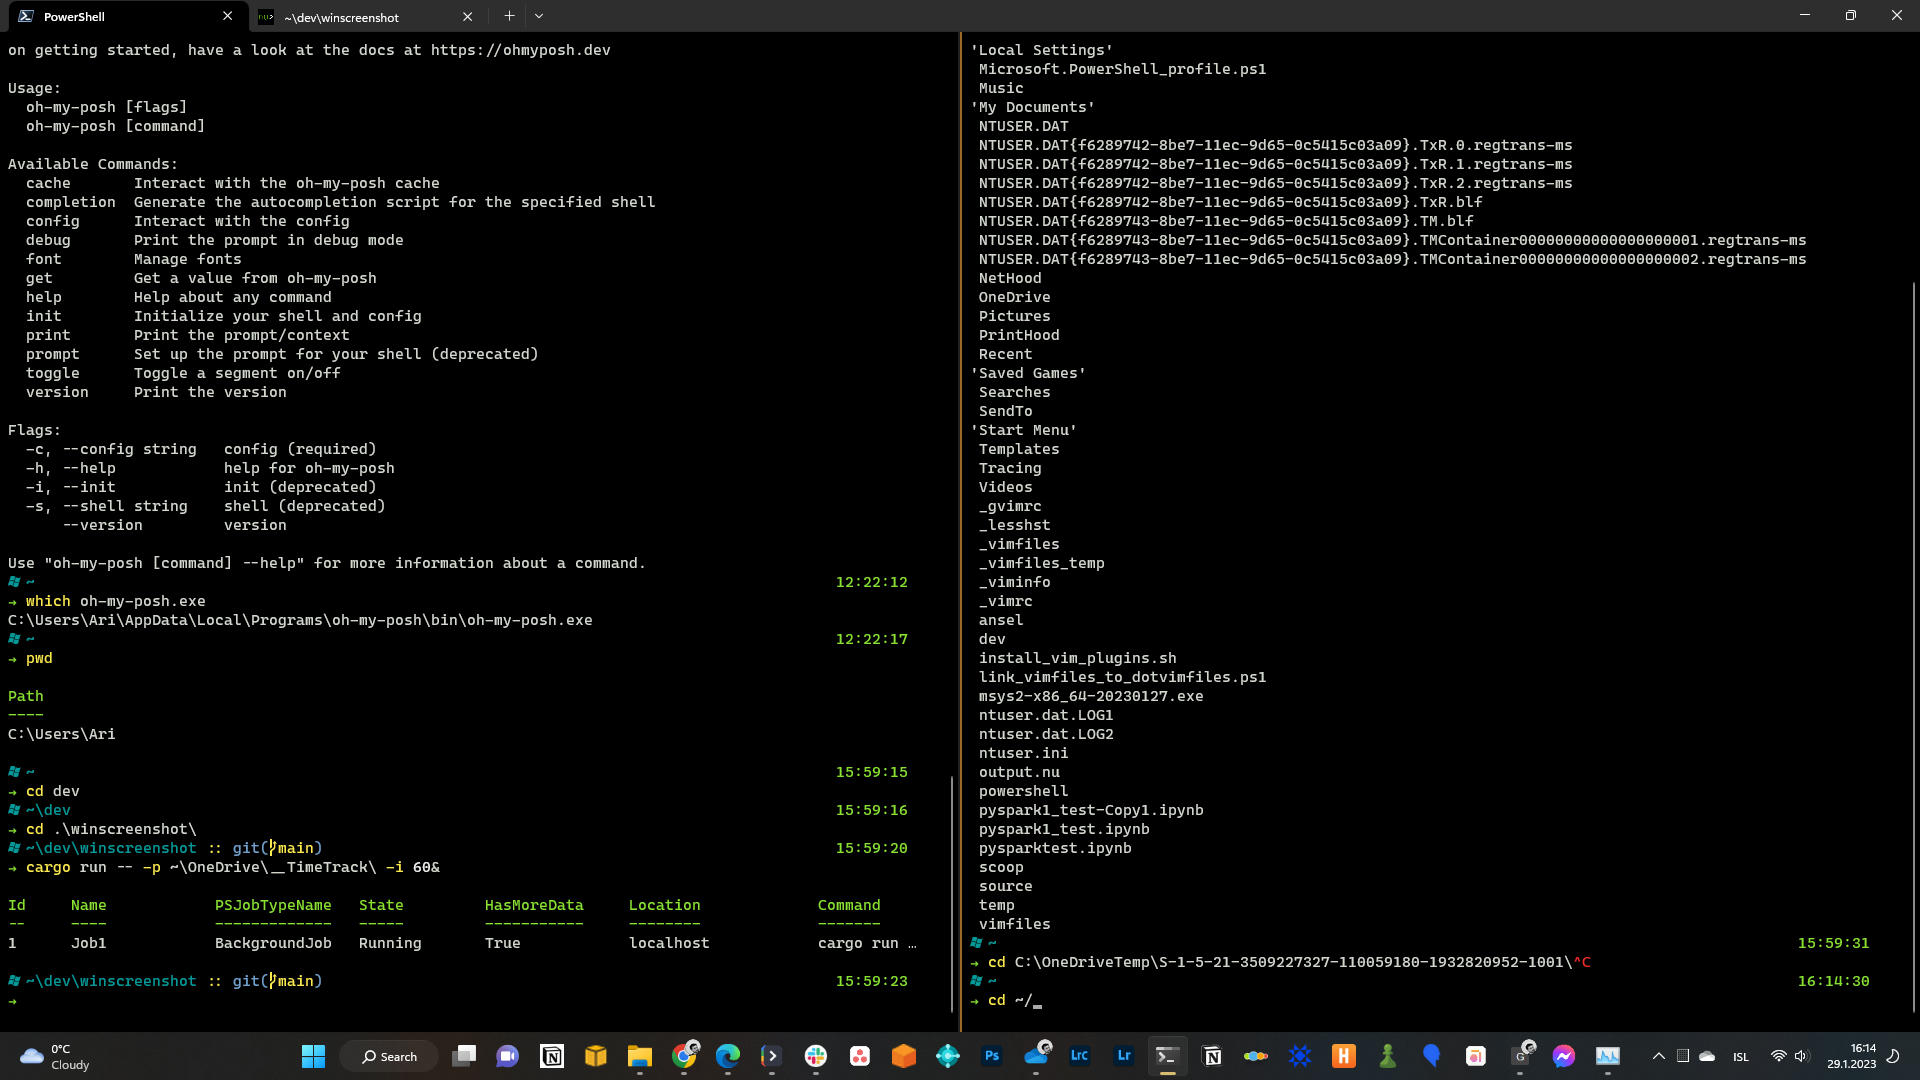 PowerShell
~\dev\winscreenshot
on getting started, have a look at the docs at https://ohmyposh.dev
Usage:
oh-my-posh [flags]
oh-my-posh [command]
Available Commands:
cache Interact with the oh-my-posh cache
completion Generate the autocompletion script for the specified shell
config Interact with the config
debug Print the prompt in debug mode
font Manage fonts
get Get a value from oh-my-posh
help Help about any command
init Initialize your shell and config
print Print the prompt/context
prompt Set up the prompt for your shell (deprecated)
toggle Toggle a segment on/off
version Print the version
Flags:
-c, --config string config (required)
-h, --help help for oh-my-posh
-i, --init init (deprecated)
-s, --shell string shell (deprecated)
--version version
Use "oh-my-posh [command] --help" for more information about a command.
~ 12:22:12
→ which oh-my-posh.exe
C:\Users\Ari\AppData\Local\Programs\oh-my-posh\bin\oh-my-posh.exe
~ 12:22:17
→ pwd
Path
----
C:\Users\Ari
~ 15:59:15
→ cd dev
~\dev 15:59:16
→ cd .\winscreenshot\
~\dev\winscreenshot :: git(main) 15:59:20
→ cargo run -- -p ~\OneDrive\__TimeTrack\ -i 60&
Id Name PSJobTypeName State HasMoreData Location Command
-- ---- ------------- ----- ----------- -------- -------
1 Job1 BackgroundJob Running True localhost cargo run …
~\dev\winscreenshot :: git(main) 15:59:23
→
'Local Settings'
Microsoft.PowerShell_profile.ps1
Music
'My Documents'
NTUSER.DAT
NTUSER.DAT{f6289742-8be7-11ec-9d65-0c5415c03a09}.TxR.0.regtrans-ms
NTUSER.DAT{f6289742-8be7-11ec-9d65-0c5415c03a09}.TxR.1.regtrans-ms
NTUSER.DAT{f6289742-8be7-11ec-9d65-0c5415c03a09}.TxR.2.regtrans-ms
NTUSER.DAT{f6289742-8be7-11ec-9d65-0c5415c03a09}.TxR.blf
NTUSER.DAT{f6289743-8be7-11ec-9d65-0c5415c03a09}.TM.blf
NTUSER.DAT{f6289743-8be7-11ec-9d65-0c5415c03a09}.TMContainer00000000000000000001.regtrans-ms
NTUSER.DAT{f6289743-8be7-11ec-9d65-0c5415c03a09}.TMContainer00000000000000000002.regtrans-ms
NetHood
OneDrive
Pictures
PrintHood
Recent
'Saved Games'
Searches
SendTo
'Start Menu'
Templates
Tracing
Videos
_gvimrc
_lesshst
_vimfiles
_vimfiles_temp
_viminfo
_vimrc
ansel
dev
install_vim_plugins.sh
link_vimfiles_to_dotvimfiles.ps1
msys2-x86_64-20230127.exe
ntuser.dat.LOG1
ntuser.dat.LOG2
ntuser.ini
output.nu
powershell
pyspark1_test-Copy1.ipynb
pyspark1_test.ipynb
pysparktest.ipynb
scoop
source
temp
vimfiles
~ 15:59:31
→ cd C:\OneDriveTemp\S-1-5-21-3509227327-110059180-1932820952-1001\^C
~ 16:14:30
→ cd ~/_
0°C
Cloudy
Search
Ps
Lrc
Lr
H
G
ISL
16:14
29.1.2023